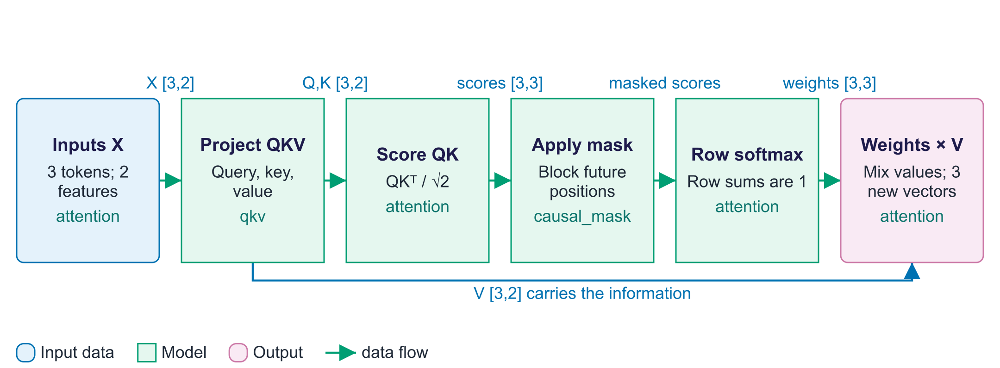 X [3,2]
Q,K [3,2]
scores [3,3]
masked scores
weights [3,3]
Inputs X
3 tokens; 2
features
attention
Project QKV
Query, key,
value
qkv
Score QK
QKᵀ / √2
attention
Apply mask
Block future
positions
causal_mask
Row softmax
Row sums are 1
attention
Weights × V
Mix values; 3
new vectors
attention
V [3,2] carries the information
Input data
Model
Output
data flow